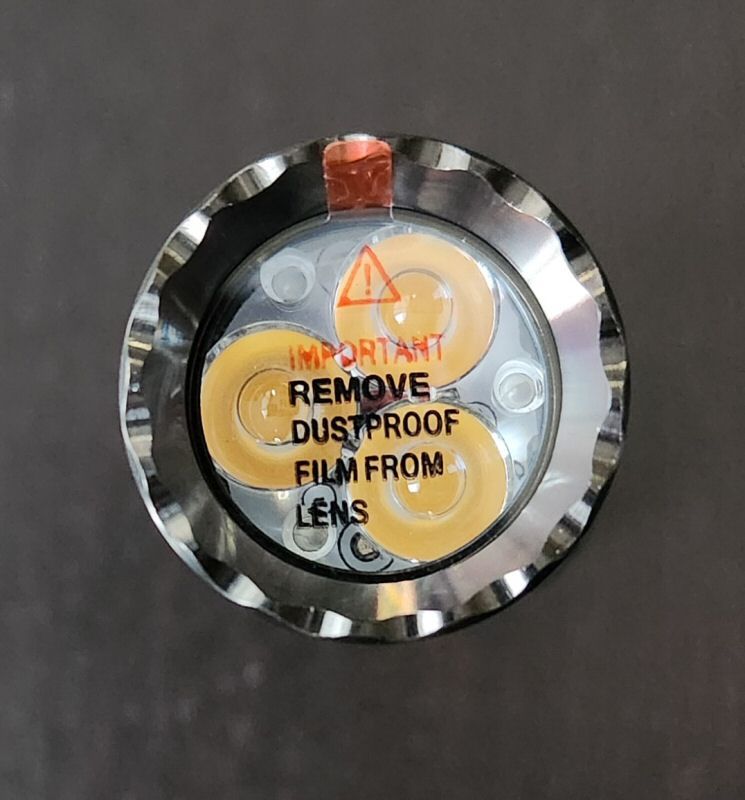 IMPORTANT
REMOVE
DUSTPROOF
FILM FROM
LENS